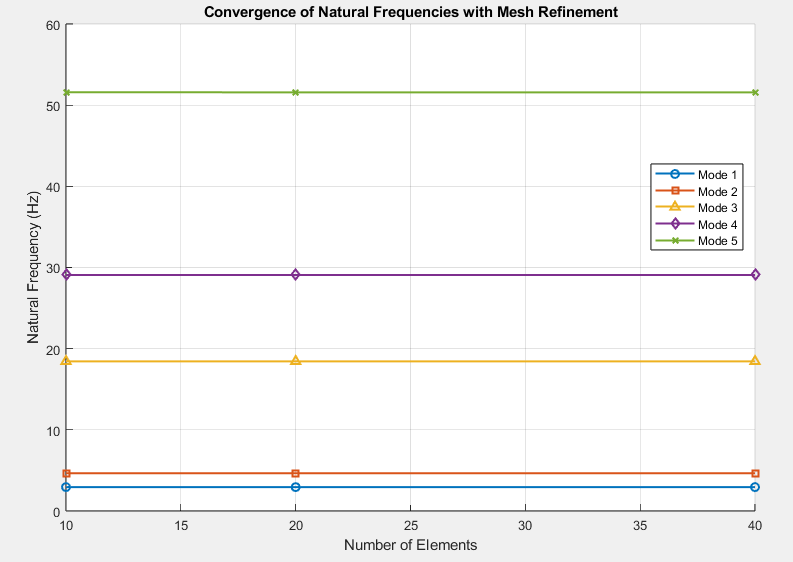 Convergence of Natural Frequencies with Mesh Refinement
60
50
40
30
20
10
0
Natural Frequency (Hz)
Mode 1
Mode 2
Mode 3
Mode 4
Mode 5
10 15 20 25 30 35 40
Number of Elements